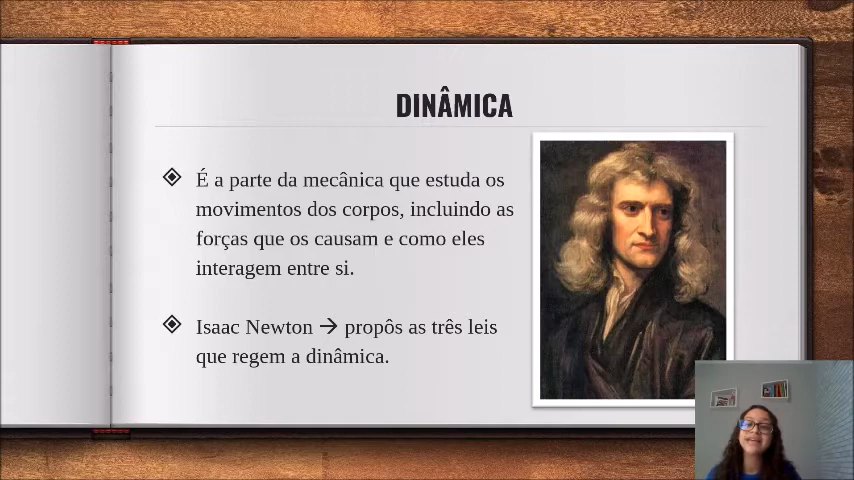 DINÂMICA
É a parte da mecânica que estuda os
movimentos dos corpos, incluindo as
forças que os causam e como eles
interagem entre si.
Isaac Newton → propôs as três leis
que regem a dinâmica.